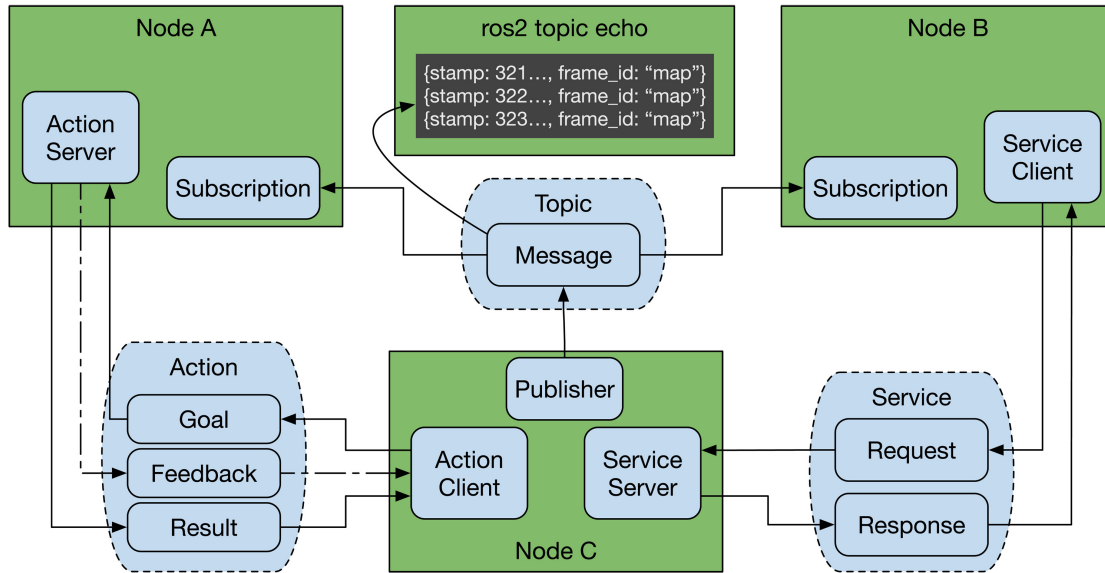 Node A
Action
Server
Subscription
ros2 topic echo
{stamp: 321…, frame_id: “map”}
{stamp: 322…, frame_id: “map”}
{stamp: 323…, frame_id: “map”}
Node B
Service
Client
Subscription
Topic
Message
Action
Goal
Feedback
Result
Publisher
Action
Client
Service
Server
Node C
Service
Request
Response